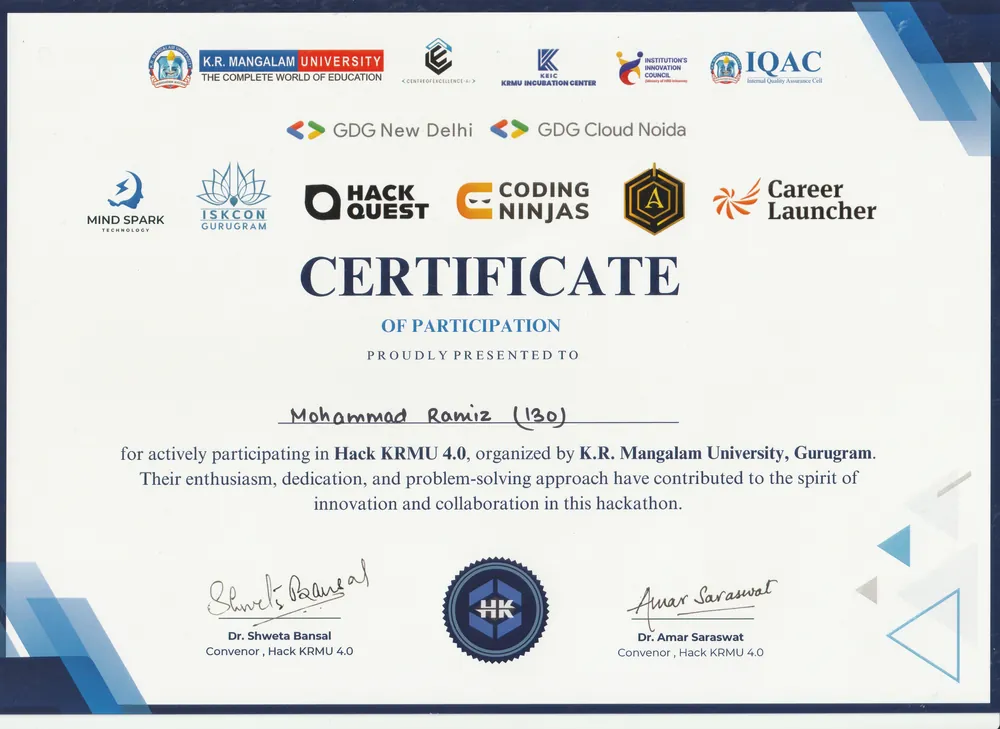 K.R. MANGALAM UNIVERSITY
THE COMPLETE WORLD OF EDUCATION
<CENTREOFEXCELLENCE-/>
KEIC
KRMU INCUBATION CENTER
INSTITUTION'S
INNOVATION
COUNCIL
IQAC
Internal Quality Assurance Cell
GDG New Delhi
GDG Cloud Noida
MIND SPARK
TECHNOLOGY
ISKCON
GURUGRAM
HACK
QUEST
CODING
NINJAS
A
Career
Launcher
CERTIFICATE
OF PARTICIPATION
PROUDLY PRESENTED TO
Mohammad Ramiz (130)
for actively participating in Hack KRMU 4.0, organized by K.R. Mangalam University, Gurugram.
Their enthusiasm, dedication, and problem-solving approach have contributed to the spirit of
innovation and collaboration in this hackathon.
Shweta Bansal
Dr. Shweta Bansal
Convenor , Hack KRMU 4.0
HK
Amar Saraswat
Dr. Amar Saraswat
Convenor , Hack KRMU 4.0